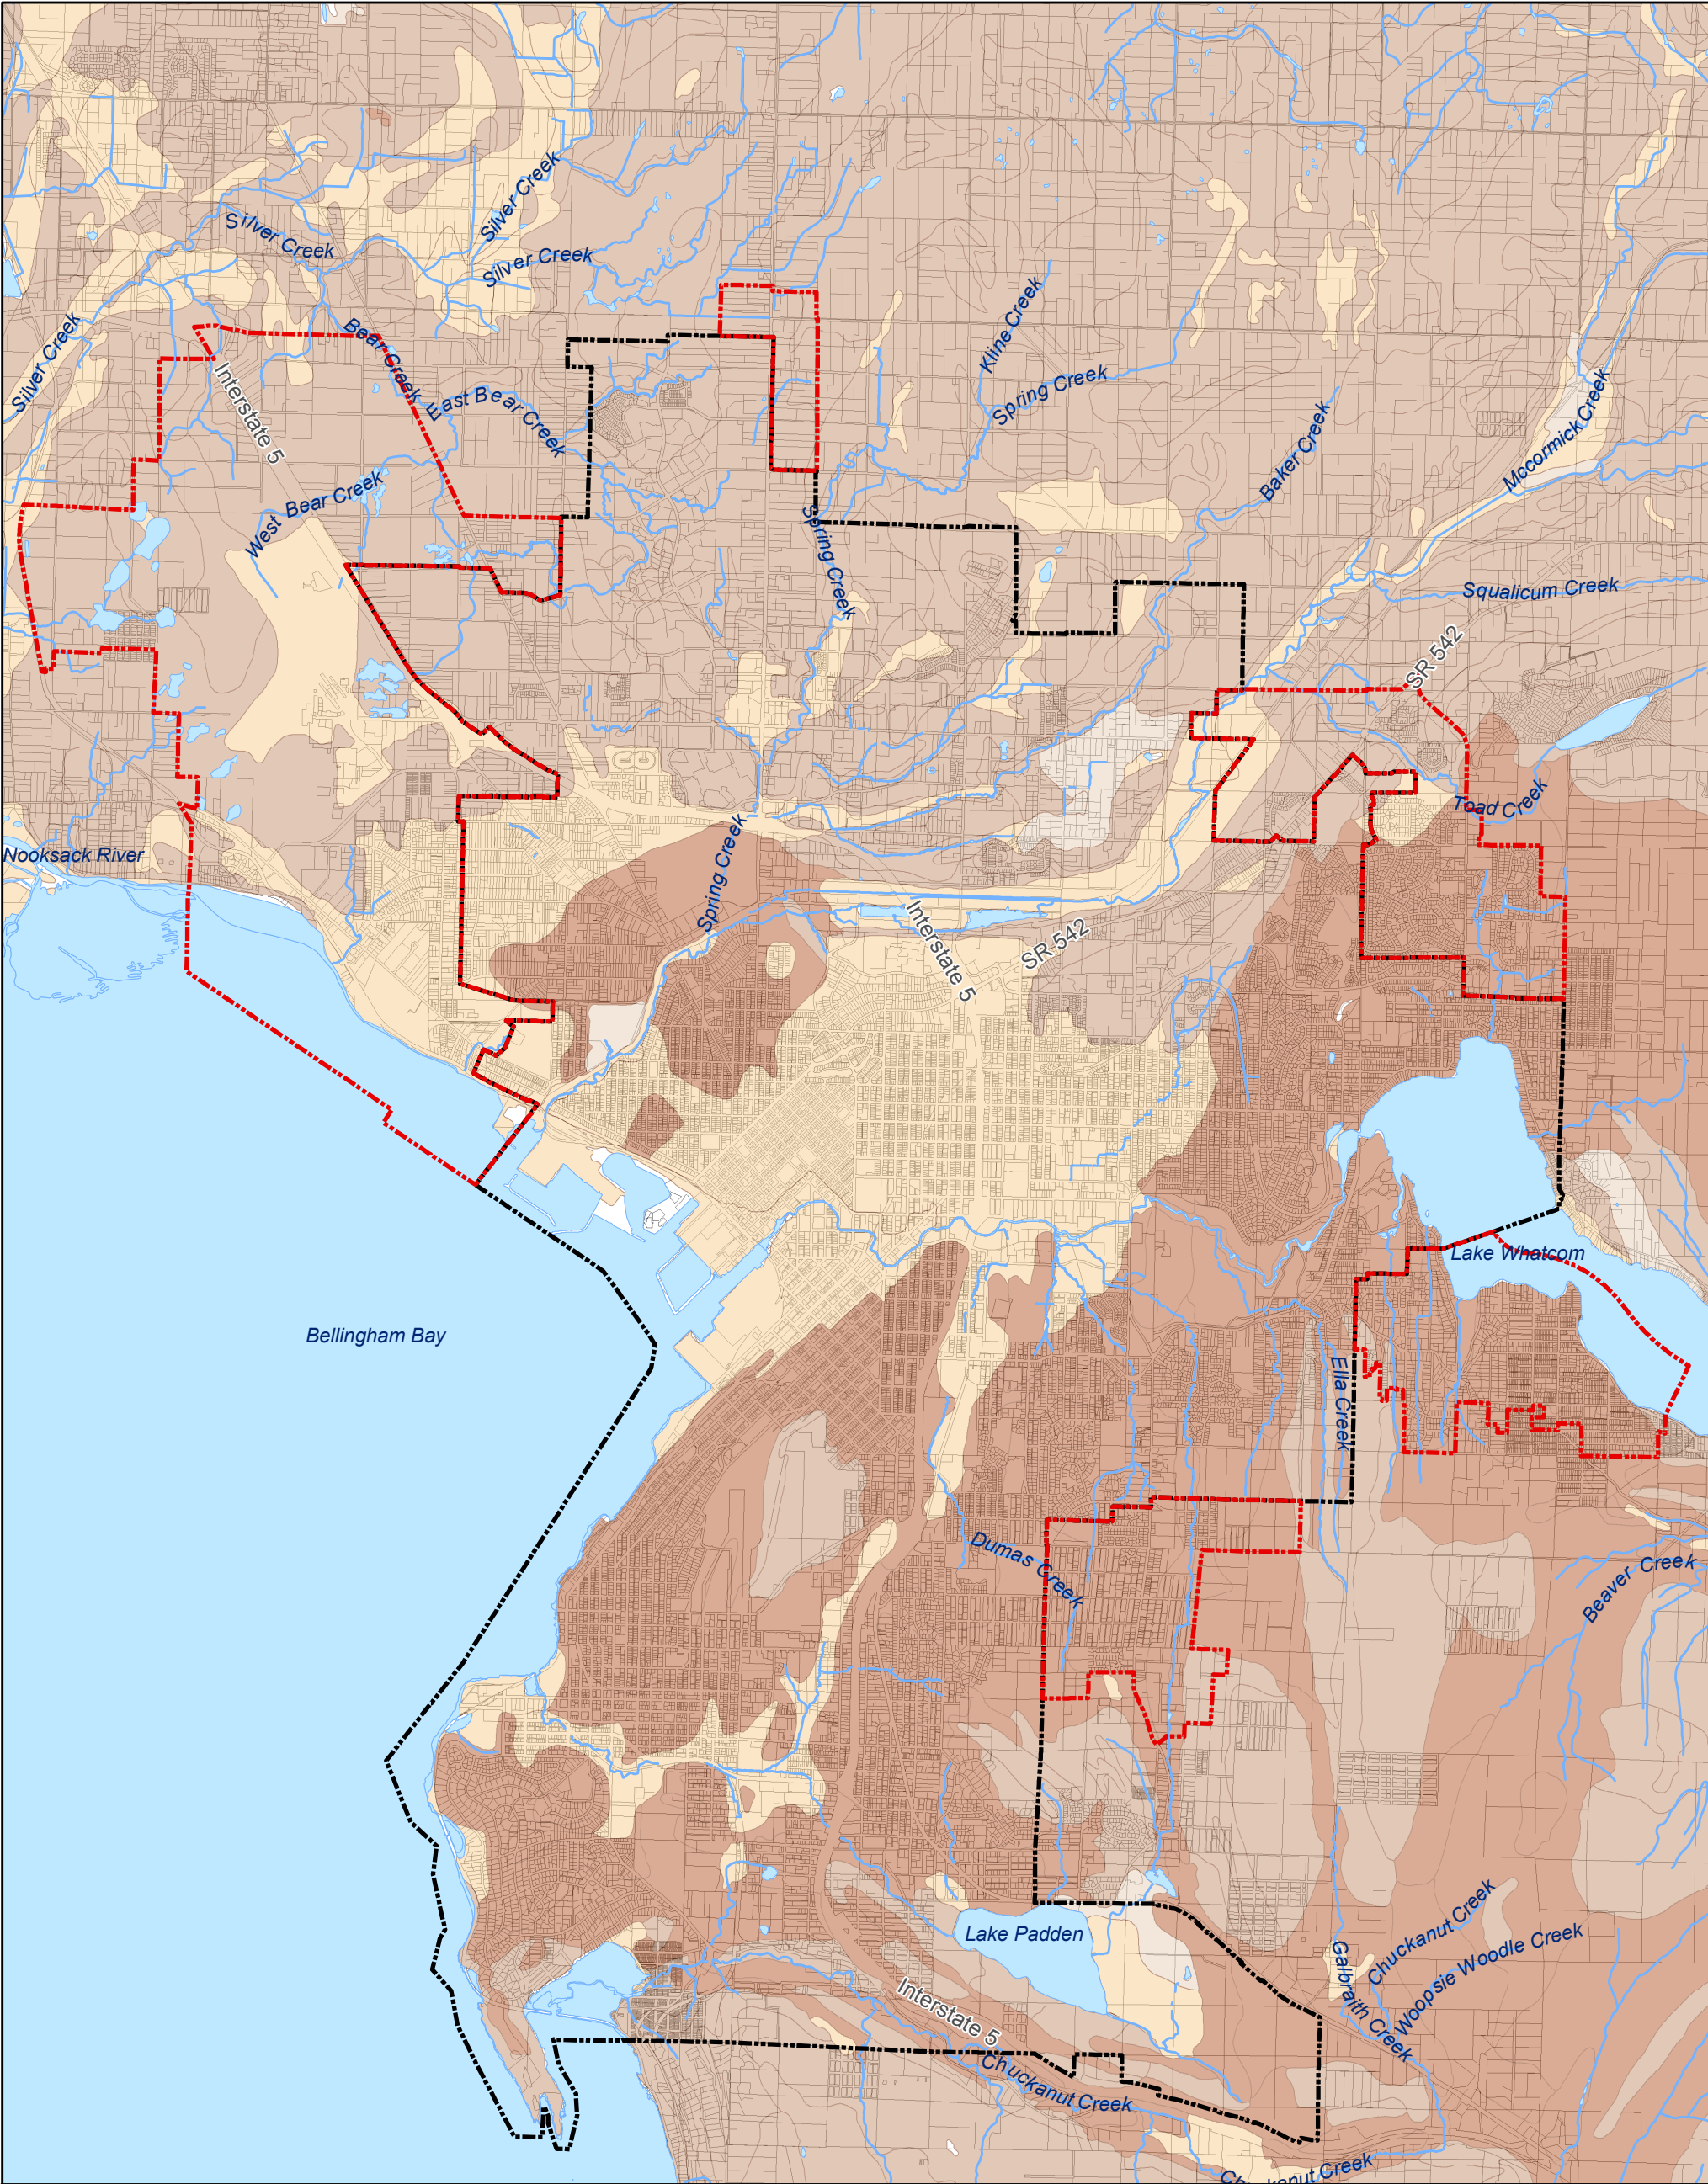 Silver Creek
Silver Creek
Silver Creek
Silver Creek
Bear Creek
East Bear Creek
Interstate 5
West Bear Creek
Kline Creek
Spring Creek
Baker Creek
Mccormick Creek
Spring Creek
Squalicum Creek
SR 542
Toad Creek
Nooksack River
Spring Creek
Interstate 5
SR 542
Lake Whatcom
Bellingham Bay
Ella Creek
Dumas Creek
Beaver Creek
Lake Padden
Chuckanut Creek
Woopsie Woodle Creek
Galbraith Creek
Interstate 5
Chuckanut Creek
Chuckanut Creek